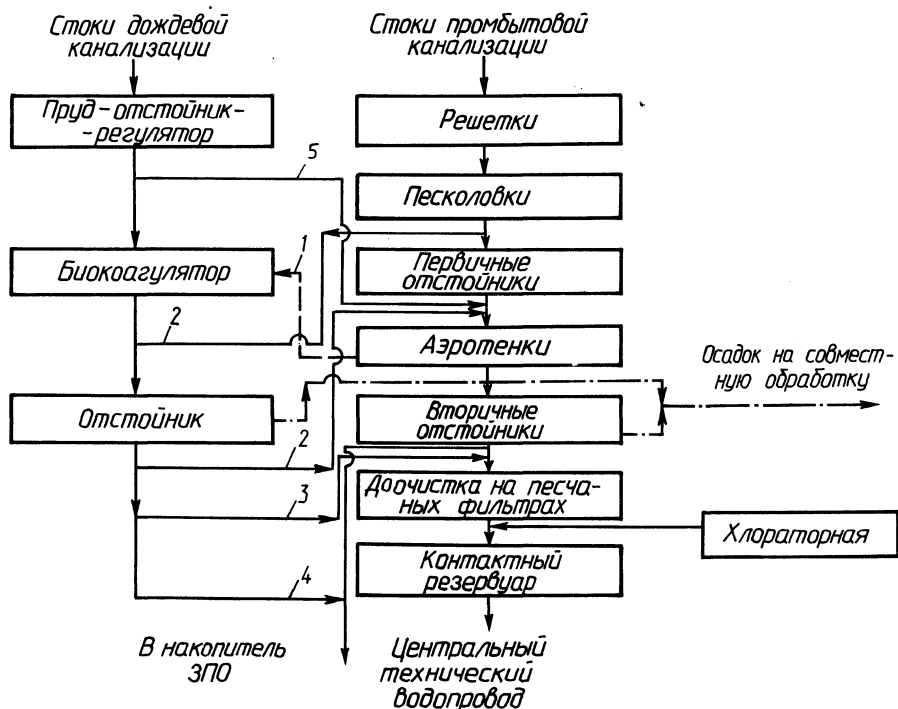 Стоки дождевой
канализации
Стоки промбытовой
канализации
Пруд-отстойник-
-регулятор
Решетки
5
Песколовки
1
Биокоагулятор
Первичные
отстойники
2
Аэротенки
Осадок на совмест-
ную обработку
Отстойник
Вторичные
отстойники
2
Доочистка на песча-
ных фильтрах
3
Хлораторная
Контактный
резервуар
4
В накопитель
ЗПО
Центральный
технический
водопровод